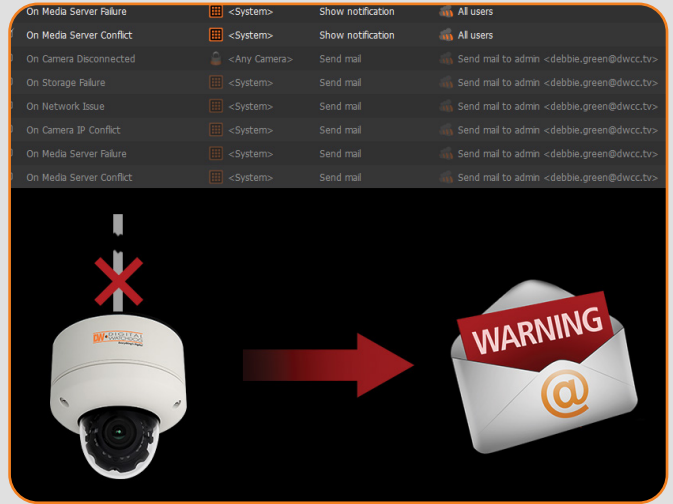 On Media Server Failure <System> Show notification All users
On Media Server Conflict <System> Show notification All users
On Camera Disconnected <Any Camera> Send mail Send mail to admin <debbie.green@dwcc.tv>
On Storage Failure <System> Send mail Send mail to admin <debbie.green@dwcc.tv>
On Network Issue <System> Send mail Send mail to admin <debbie.green@dwcc.tv>
On Camera IP Conflict <System> Send mail Send mail to admin <debbie.green@dwcc.tv>
On Media Server Failure <System> Send mail Send mail to admin <debbie.green@dwcc.tv>
On Media Server Conflict <System> Send mail Send mail to admin <debbie.green@dwcc.tv>
DIGITAL
WATCHDOG
WARNING
@